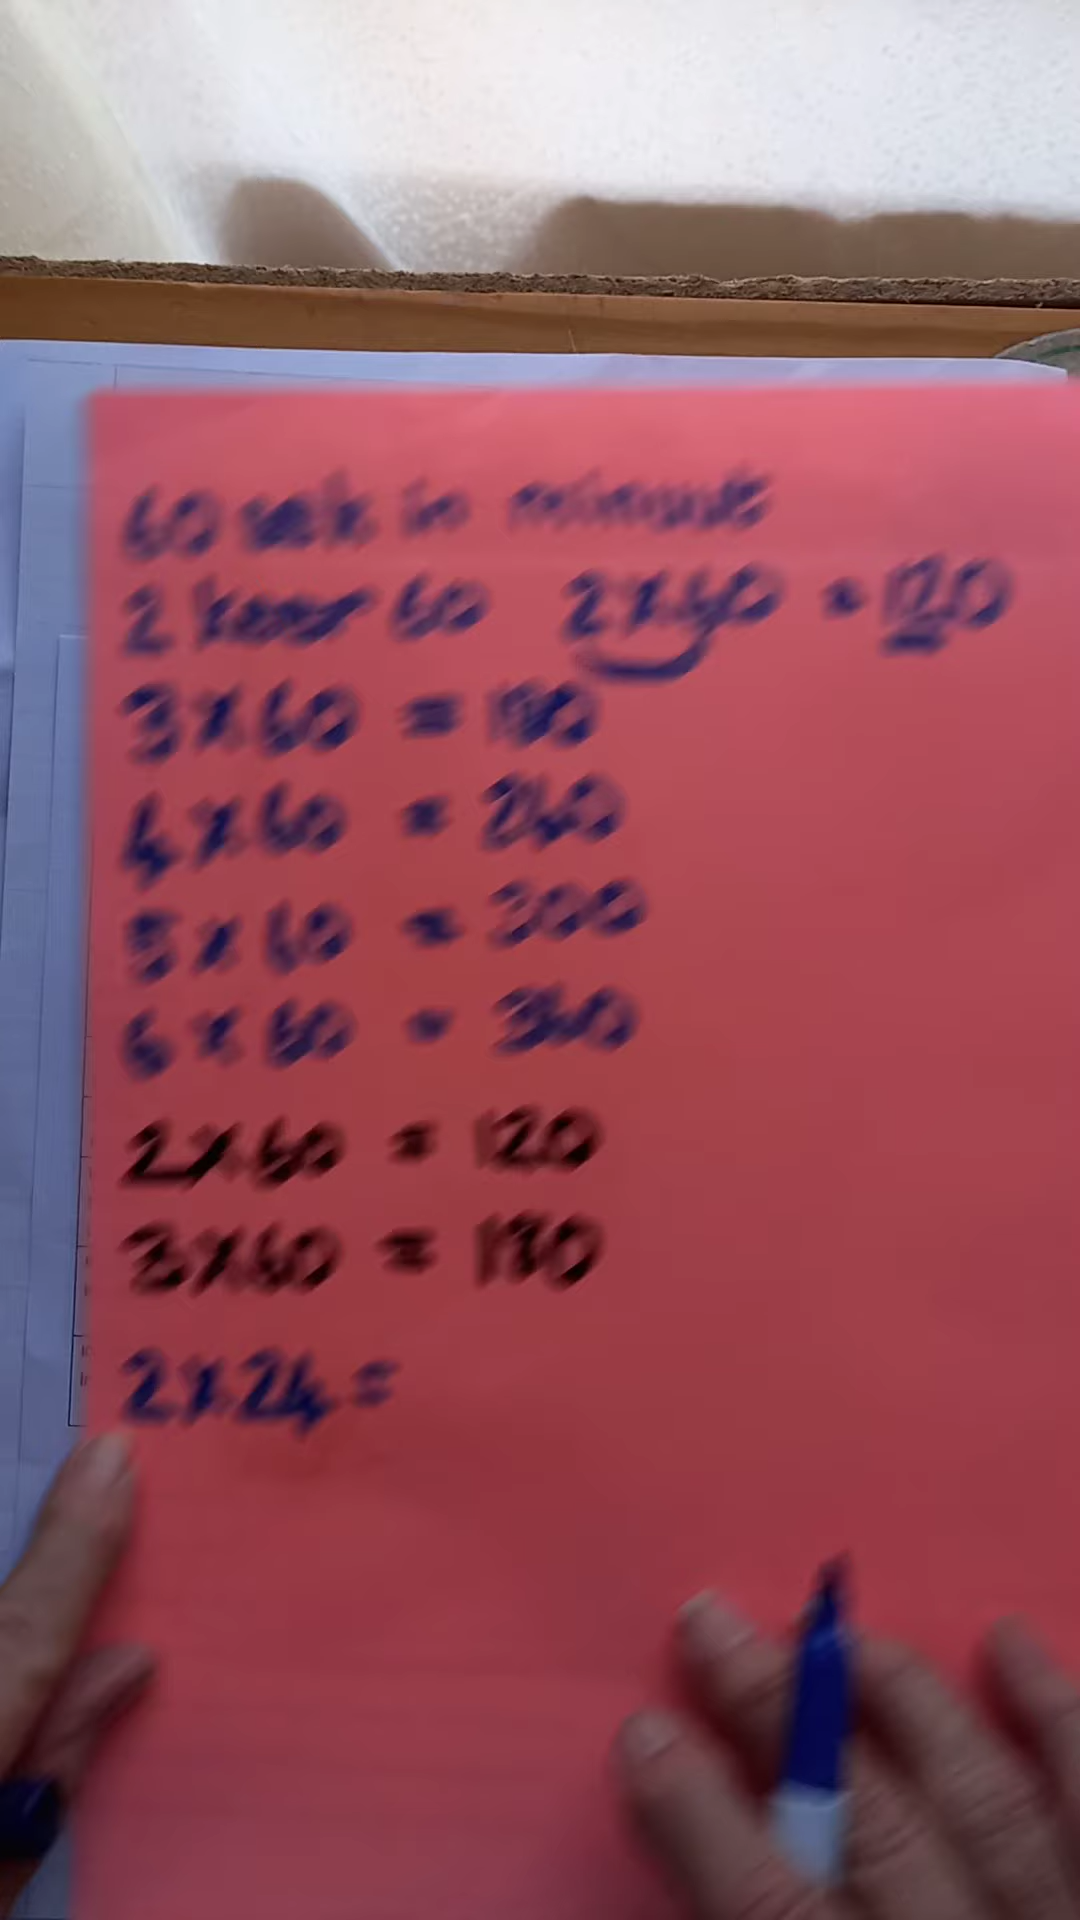 60 sek in minuut
2 keer 60 2x60 = 120
3x60 = 180
4x60 = 240
5x60 = 300
6x60 = 360
2x60 = 120
3x60 = 180
2x24 =